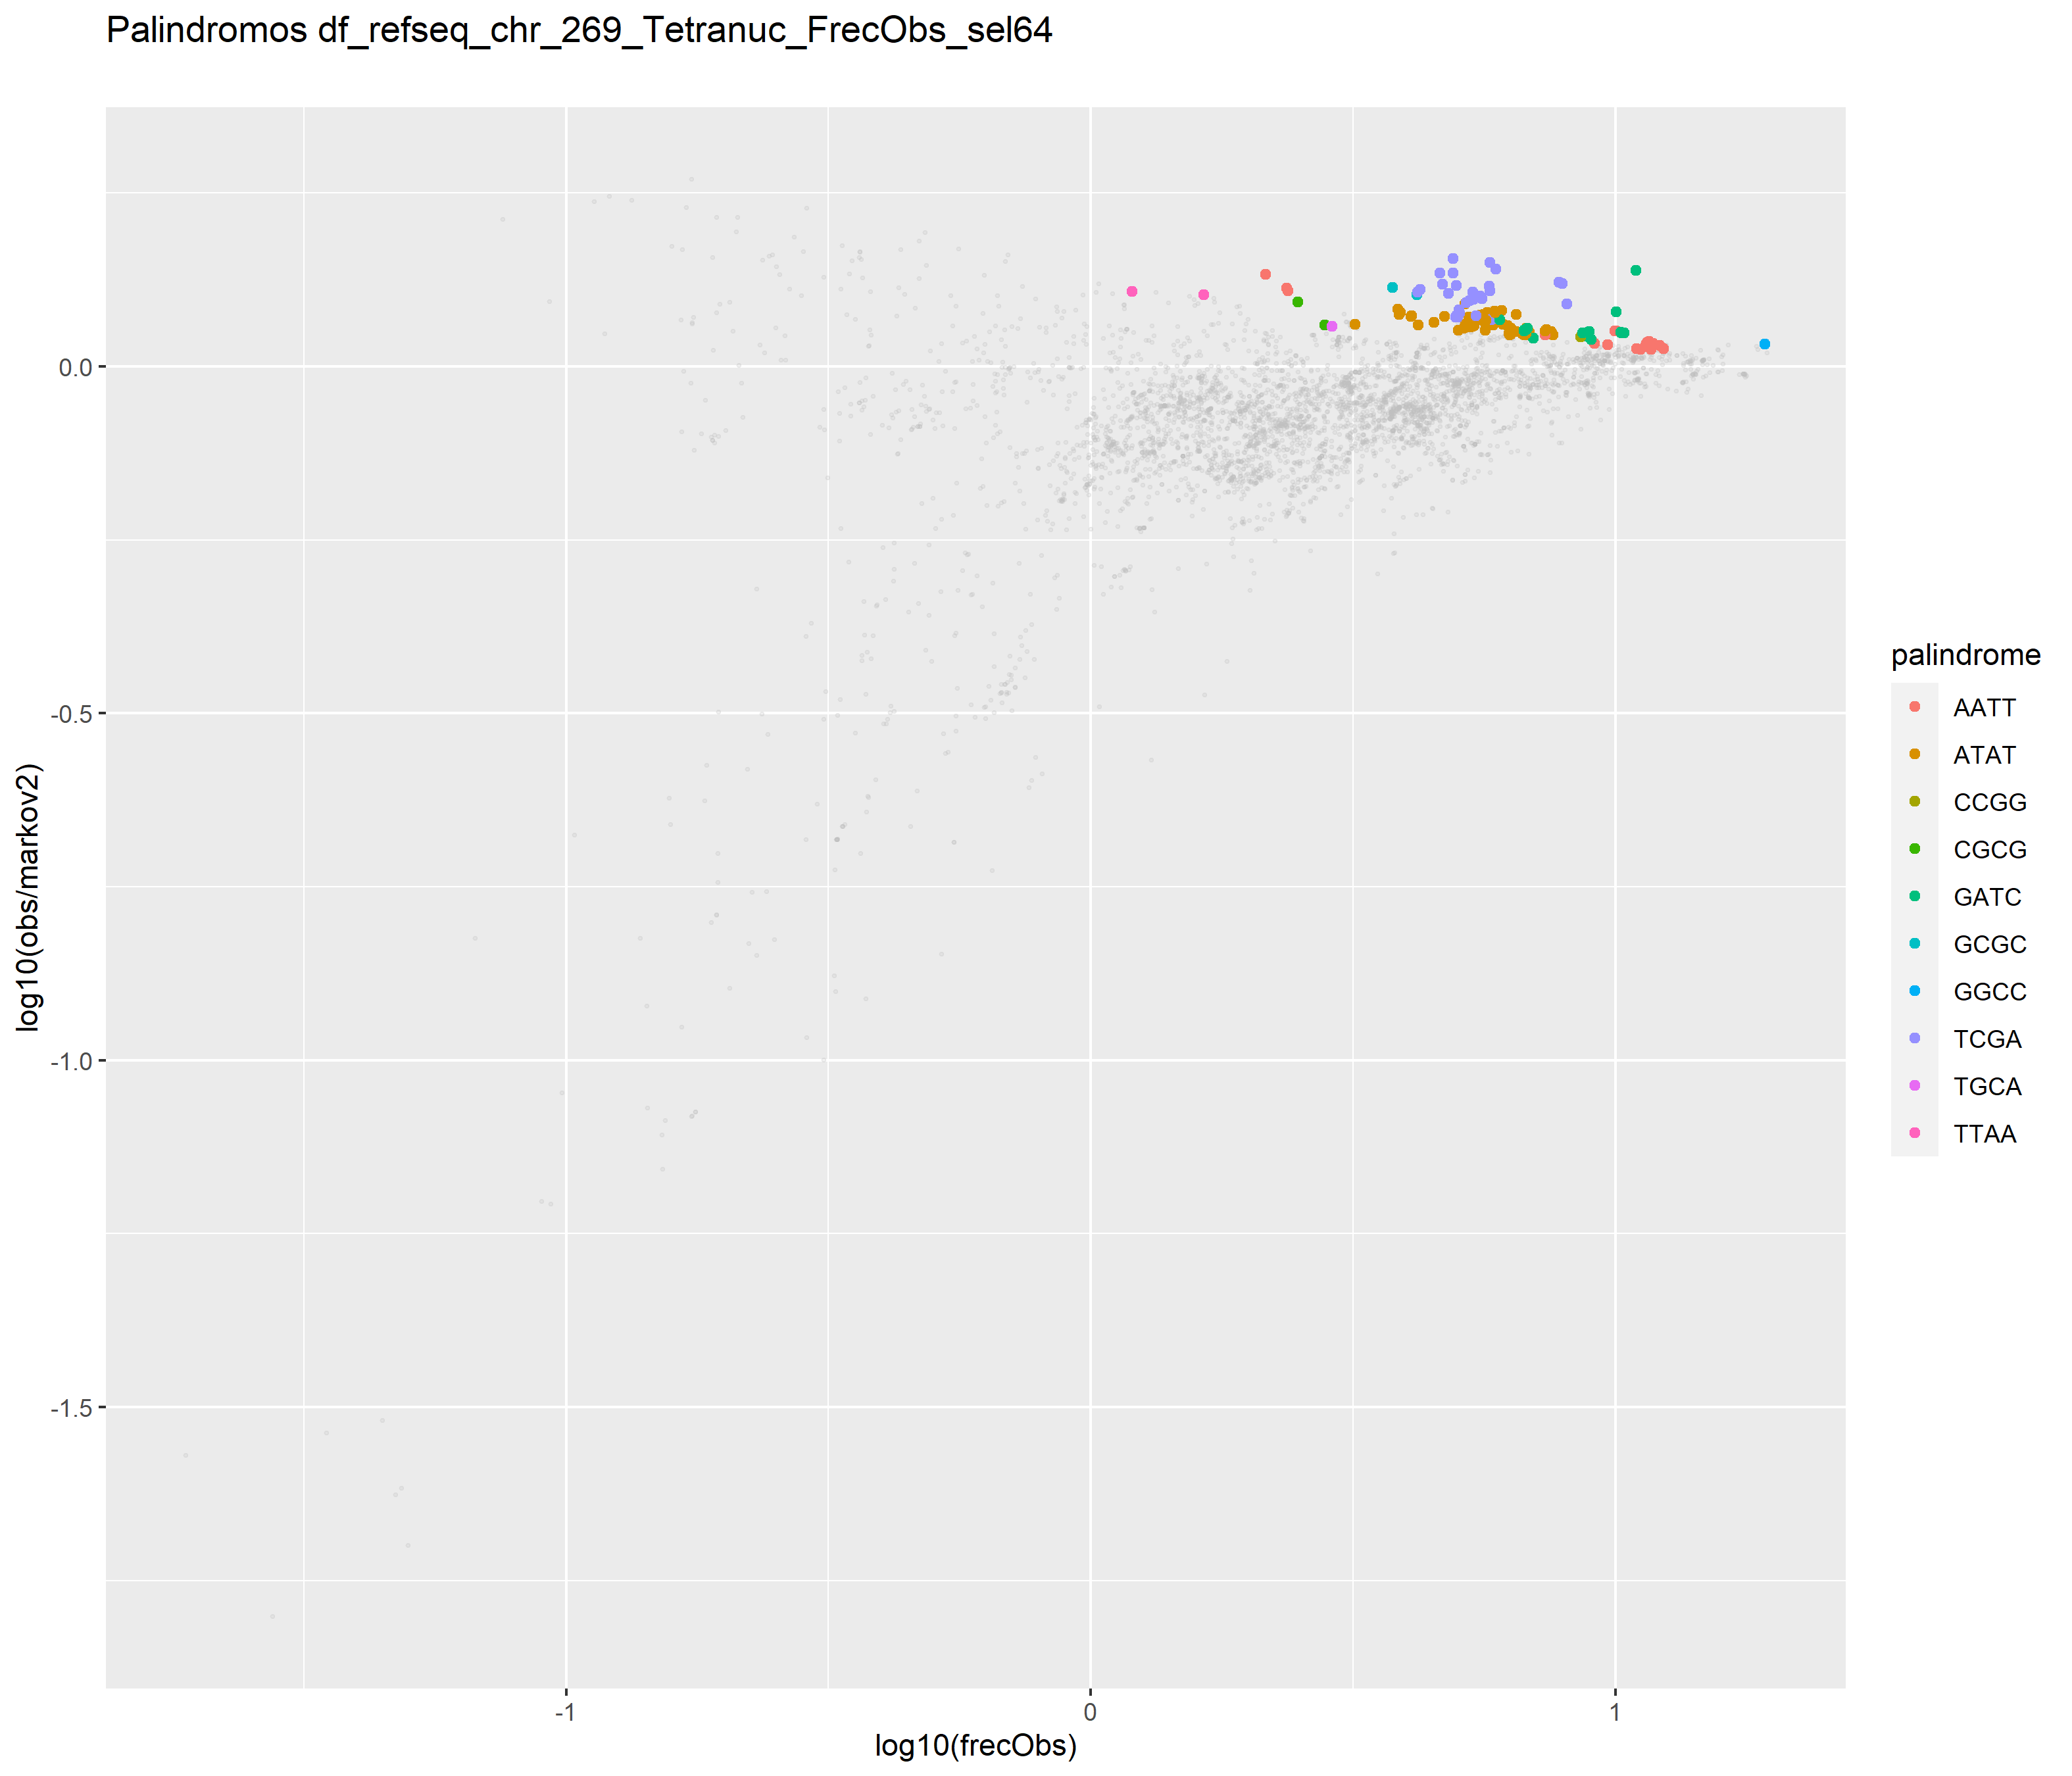 Palindromos df_refseq_chr_269_Tetranuc_FrecObs_sel64
0.0
-0.5
-1.0
-1.5
log10(obs/markov2)
-1
0
1
log10(frecObs)
palindrome
AATT
ATAT
CCGG
CGCG
GATC
GCGC
GGCC
TCGA
TGCA
TTAA